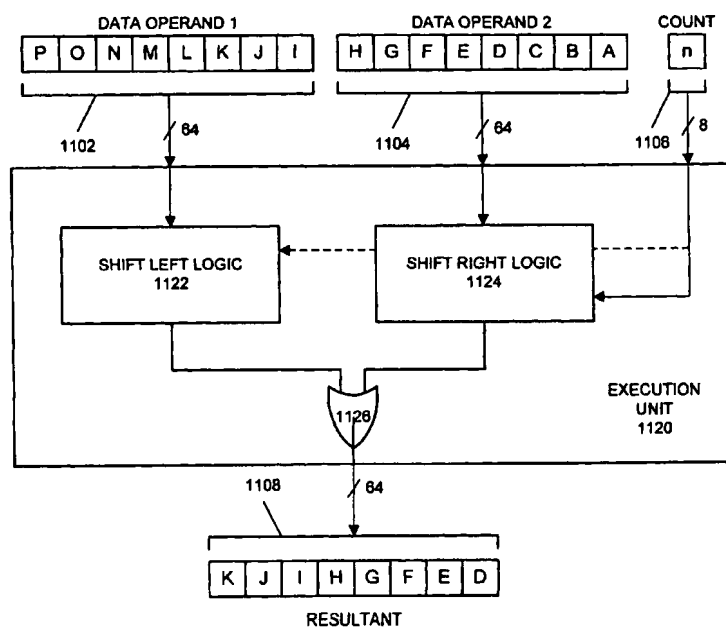 DATA OPERAND 1 DATA OPERAND 2 COUNT
P O N M L K J I H G F E D C B A n
1102 64 1104 64 1106 8
SHIFT LEFT LOGIC
1122
SHIFT RIGHT LOGIC
1124
1126
EXECUTION
UNIT
1120
1108 64
K J I H G F E D
RESULTANT